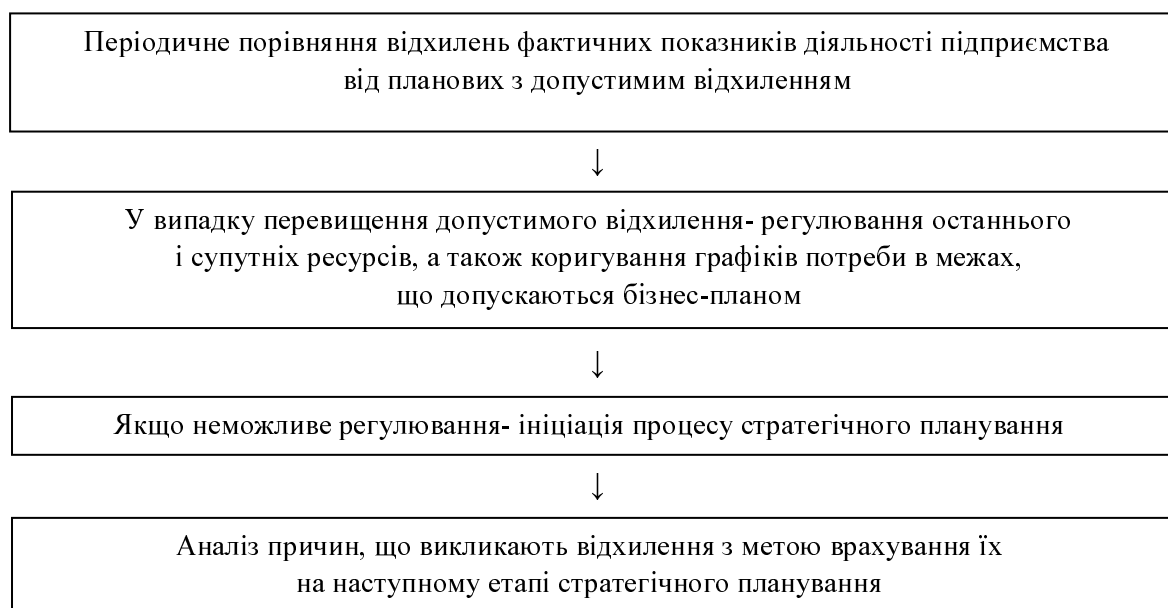 Періодичне порівняння відхилень фактичних показників діяльності підприємства
від планових з допустимим відхиленням
↓
У випадку перевищення допустимого відхилення- регулювання останнього
і супутніх ресурсів, а також коригування графіків потреби в межах,
що допускаються бізнес-планом
↓
Якщо неможливе регулювання- ініціація процесу стратегічного планування
↓
Аналіз причин, що викликають відхилення з метою врахування їх
на наступному етапі стратегічного планування